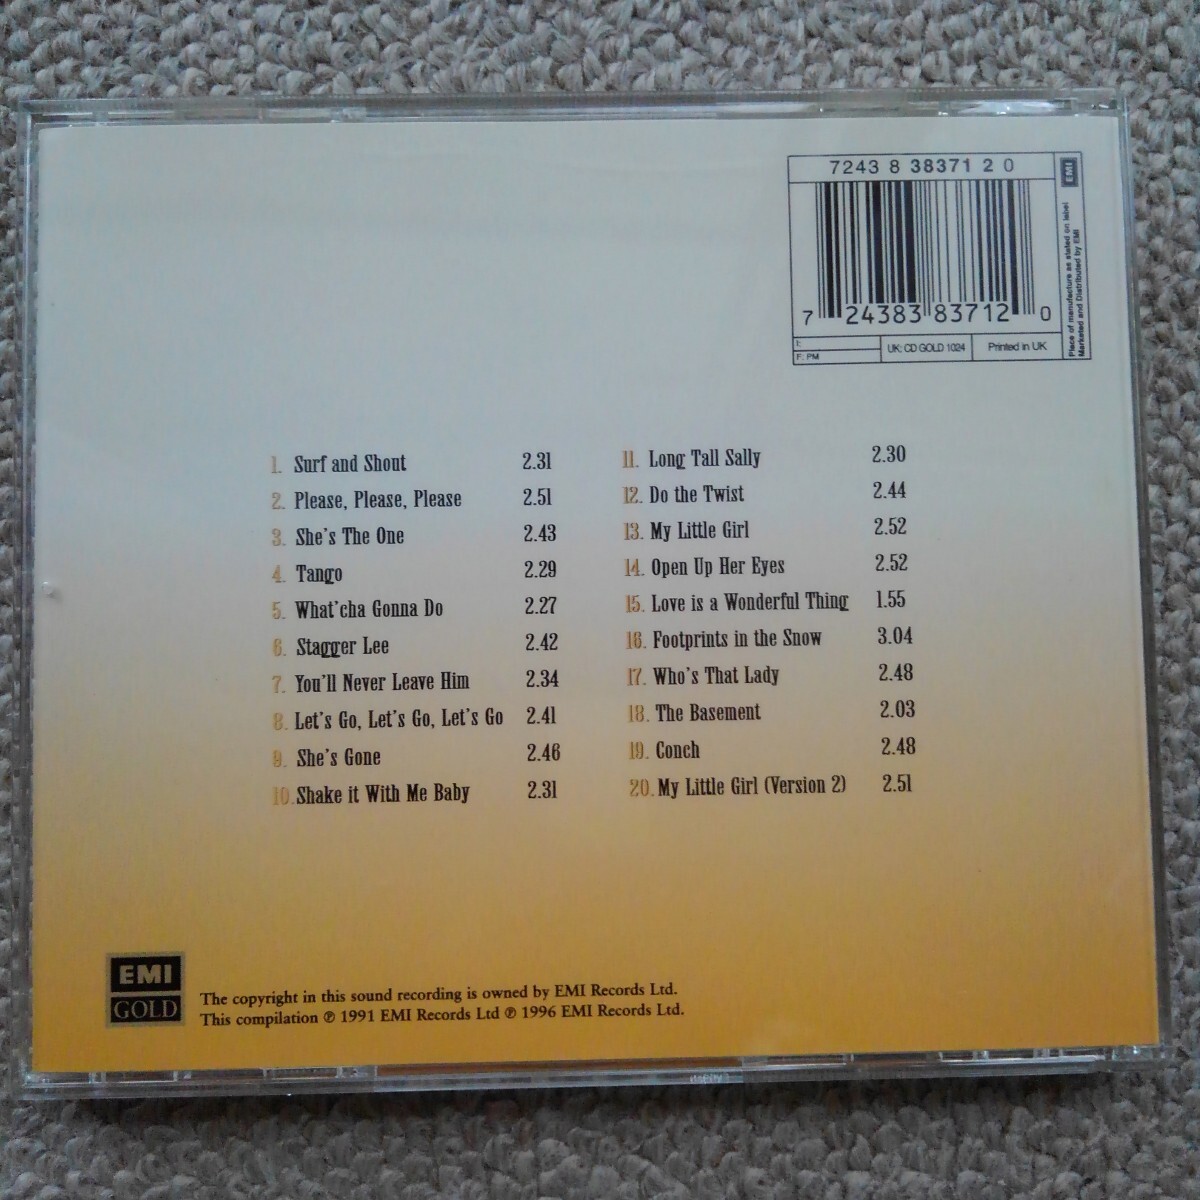 7243 8 38371 2 0
EMI
7 24383 83712 0
I:
F: PM
UK: CD GOLD 1024
Printed in UK
Place of manufacture as stated on label
Marketed and Distributed by EMI
1. Surf and Shout 2.31
2. Please, Please, Please 2.51
3. She's The One 2.43
4. Tango 2.29
5. What'cha Gonna Do 2.27
6. Stagger Lee 2.42
7. You'll Never Leave Him 2.34
8. Let's Go, Let's Go, Let's Go 2.41
9. She's Gone 2.46
10. Shake it With Me Baby 2.31
11. Long Tall Sally 2.30
12. Do the Twist 2.44
13. My Little Girl 2.52
14. Open Up Her Eyes 2.52
15. Love is a Wonderful Thing 1.55
16. Footprints in the Snow 3.04
17. Who's That Lady 2.48
18. The Basement 2.03
19. Conch 2.48
20. My Little Girl (Version 2) 2.51
EMI
GOLD
The copyright in this sound recording is owned by EMI Records Ltd.
This compilation ℗ 1991 EMI Records Ltd ℗ 1996 EMI Records Ltd.